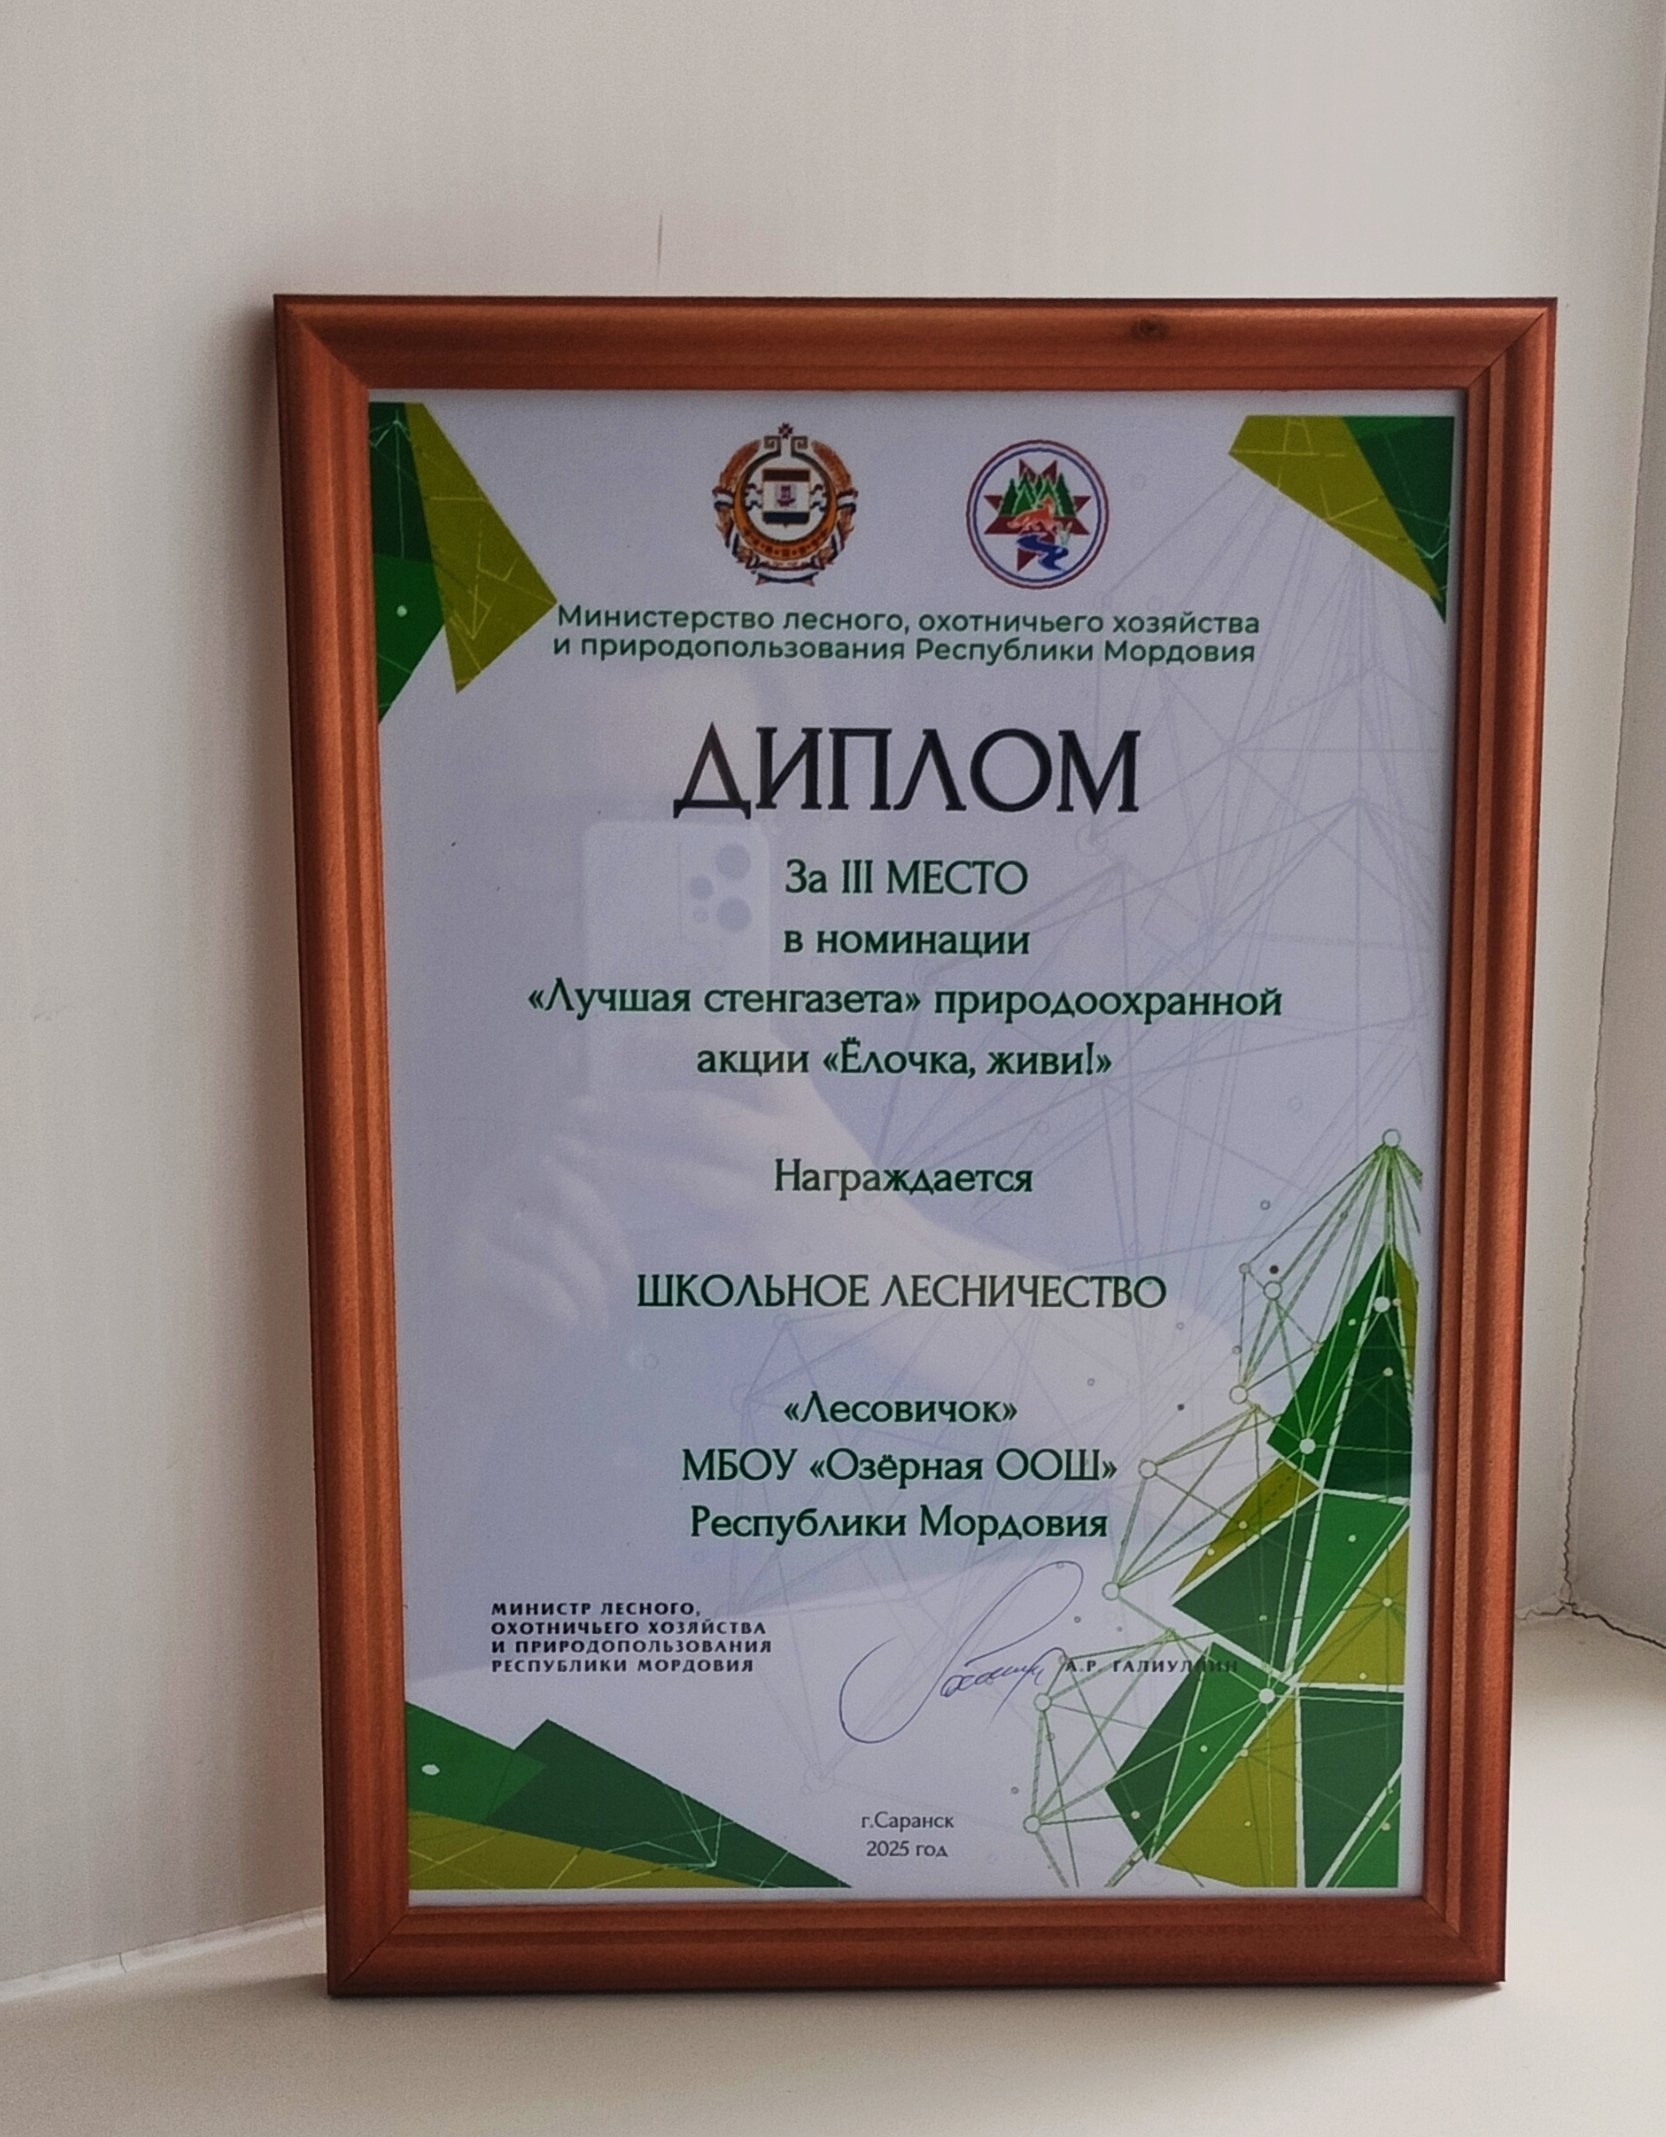 Министерство лесного, охотничьего хозяйства
и природопользования Республики Мордовия
ДИПЛОМ
За III МЕСТО
в номинации
«Лучшая стенгазета» природоохранной
акции «Ёлочка, живи!»
Награждается
ШКОЛЬНОЕ ЛЕСНИЧЕСТВО
«Лесовичок»
МБОУ «Озёрная ООШ»
Республики Мордовия
МИНИСТР ЛЕСНОГО,
ОХОТНИЧЬЕГО ХОЗЯЙСТВА
И ПРИРОДОПОЛЬЗОВАНИЯ
РЕСПУБЛИКИ МОРДОВИЯ
А.Р. ГАЛИУЛЛИН
г.Саранск
2025 год